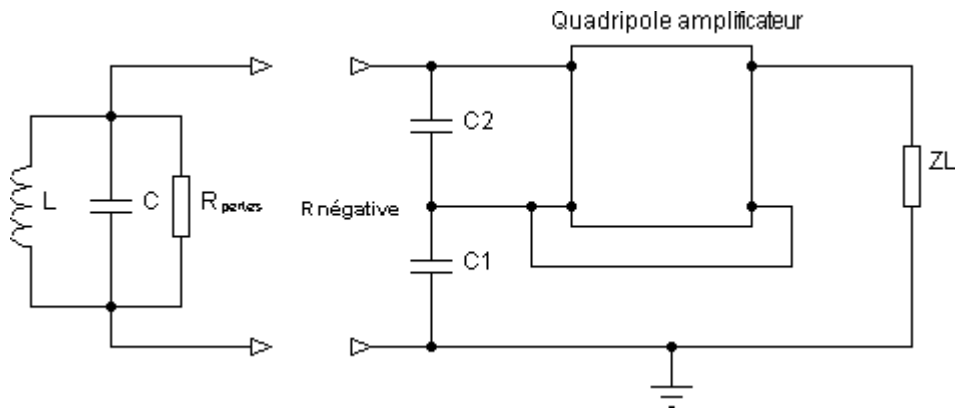 Quadripole amplificateur
C2
ZL
L
C
R pertes
R négative
C1